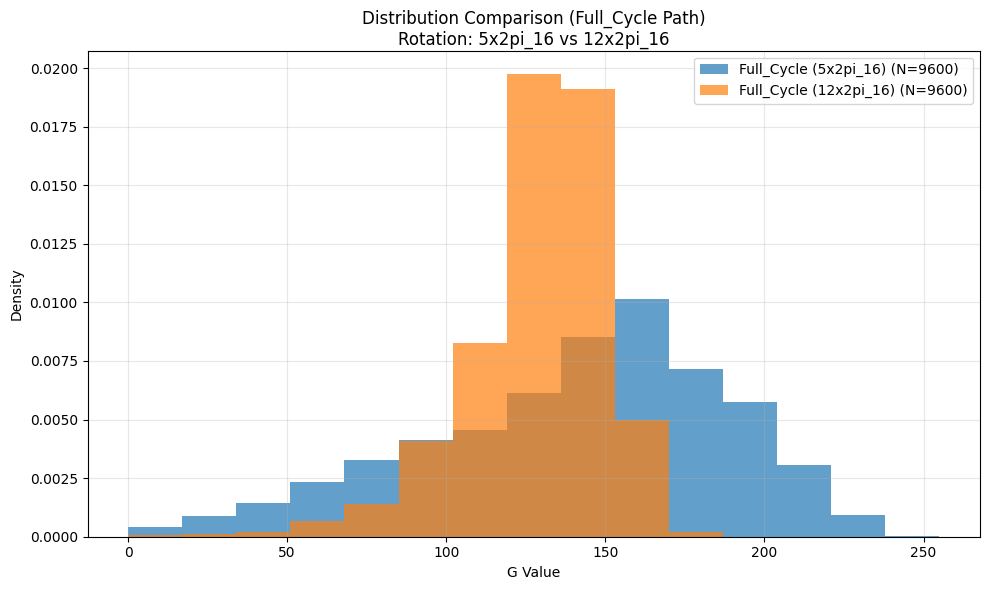 Distribution Comparison (Full_Cycle Path)
Rotation: 5x2pi_16 vs 12x2pi_16
Full_Cycle (5x2pi_16) (N=9600)
Full_Cycle (12x2pi_16) (N=9600)
0.0200
0.0175
0.0150
0.0125
0.0100
0.0075
0.0050
0.0025
0.0000
Density
0 50 100 150 200 250
G Value